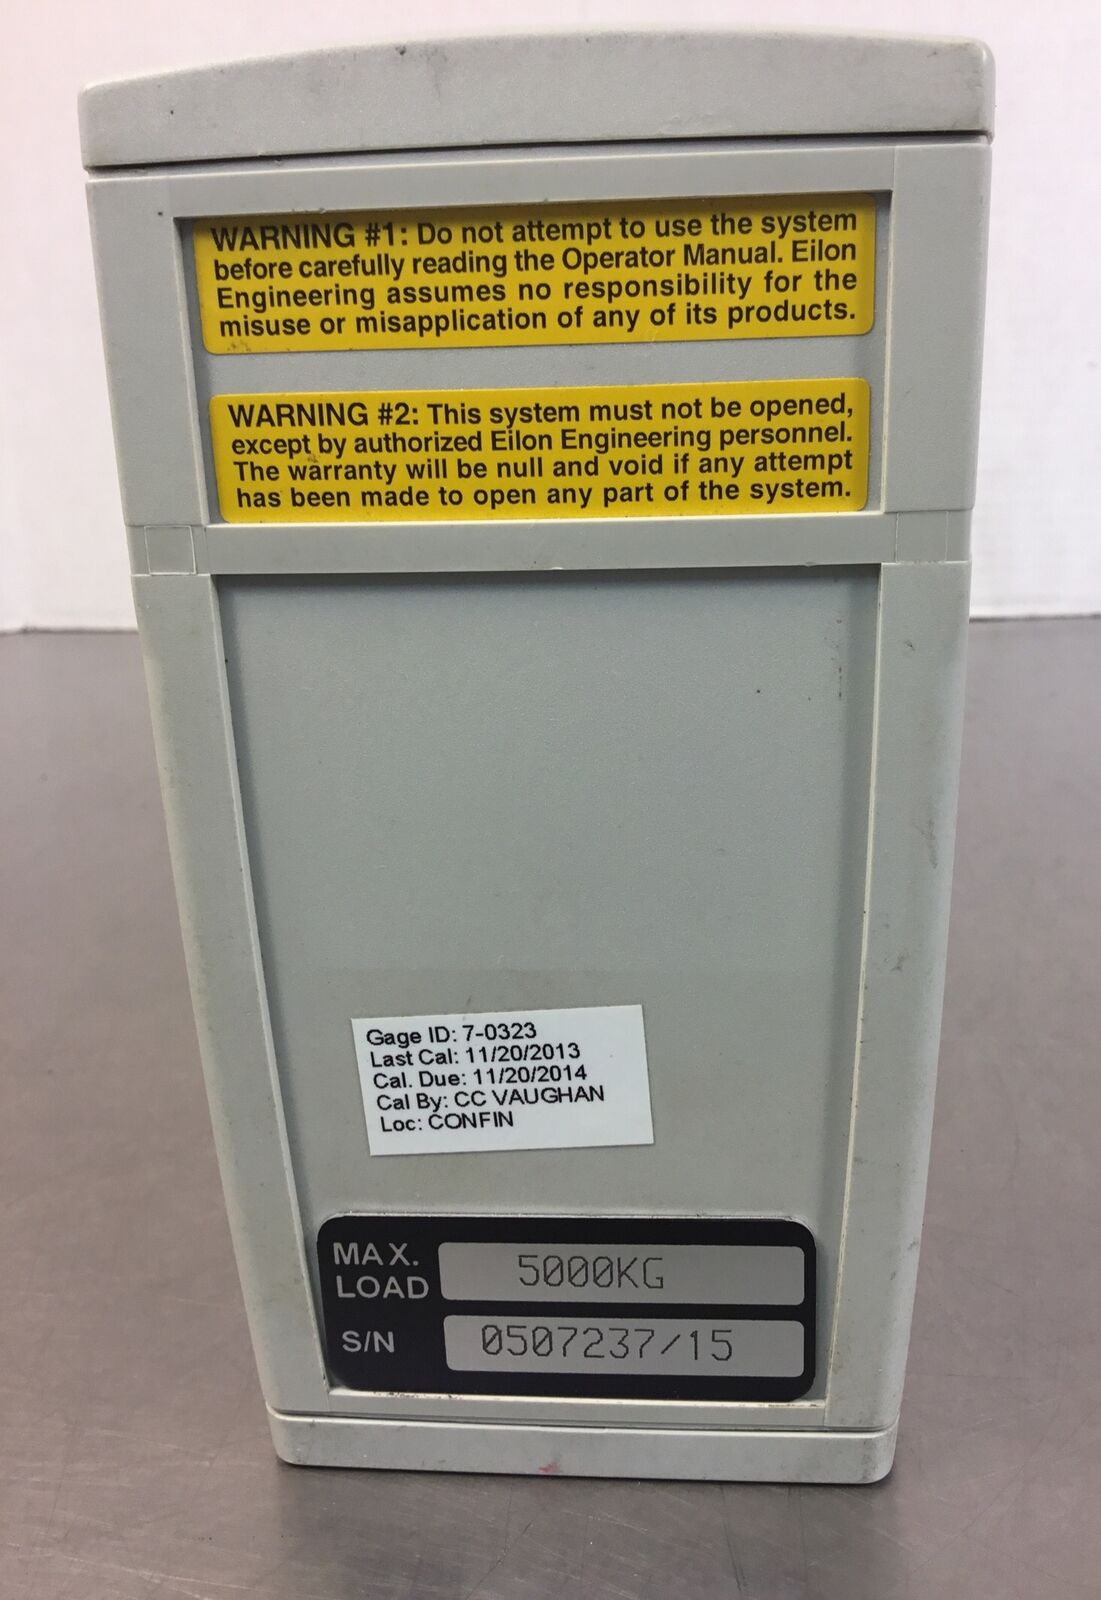 WARNING #1: Do not attempt to use the system
before carefully reading the Operator Manual. Eilon
Engineering assumes no responsibility for the
misuse or misapplication of any of its products.
WARNING #2: This system must not be opened,
except by authorized Eilon Engineering personnel.
The warranty will be null and void if any attempt
has been made to open any part of the system.
Gage ID: 7-0323
Last Cal: 11/20/2013
Cal. Due: 11/20/2014
Cal By: CC VAUGHAN
Loc: CONFIN
MAX.
LOAD 5000KG
S/N 0507237/15